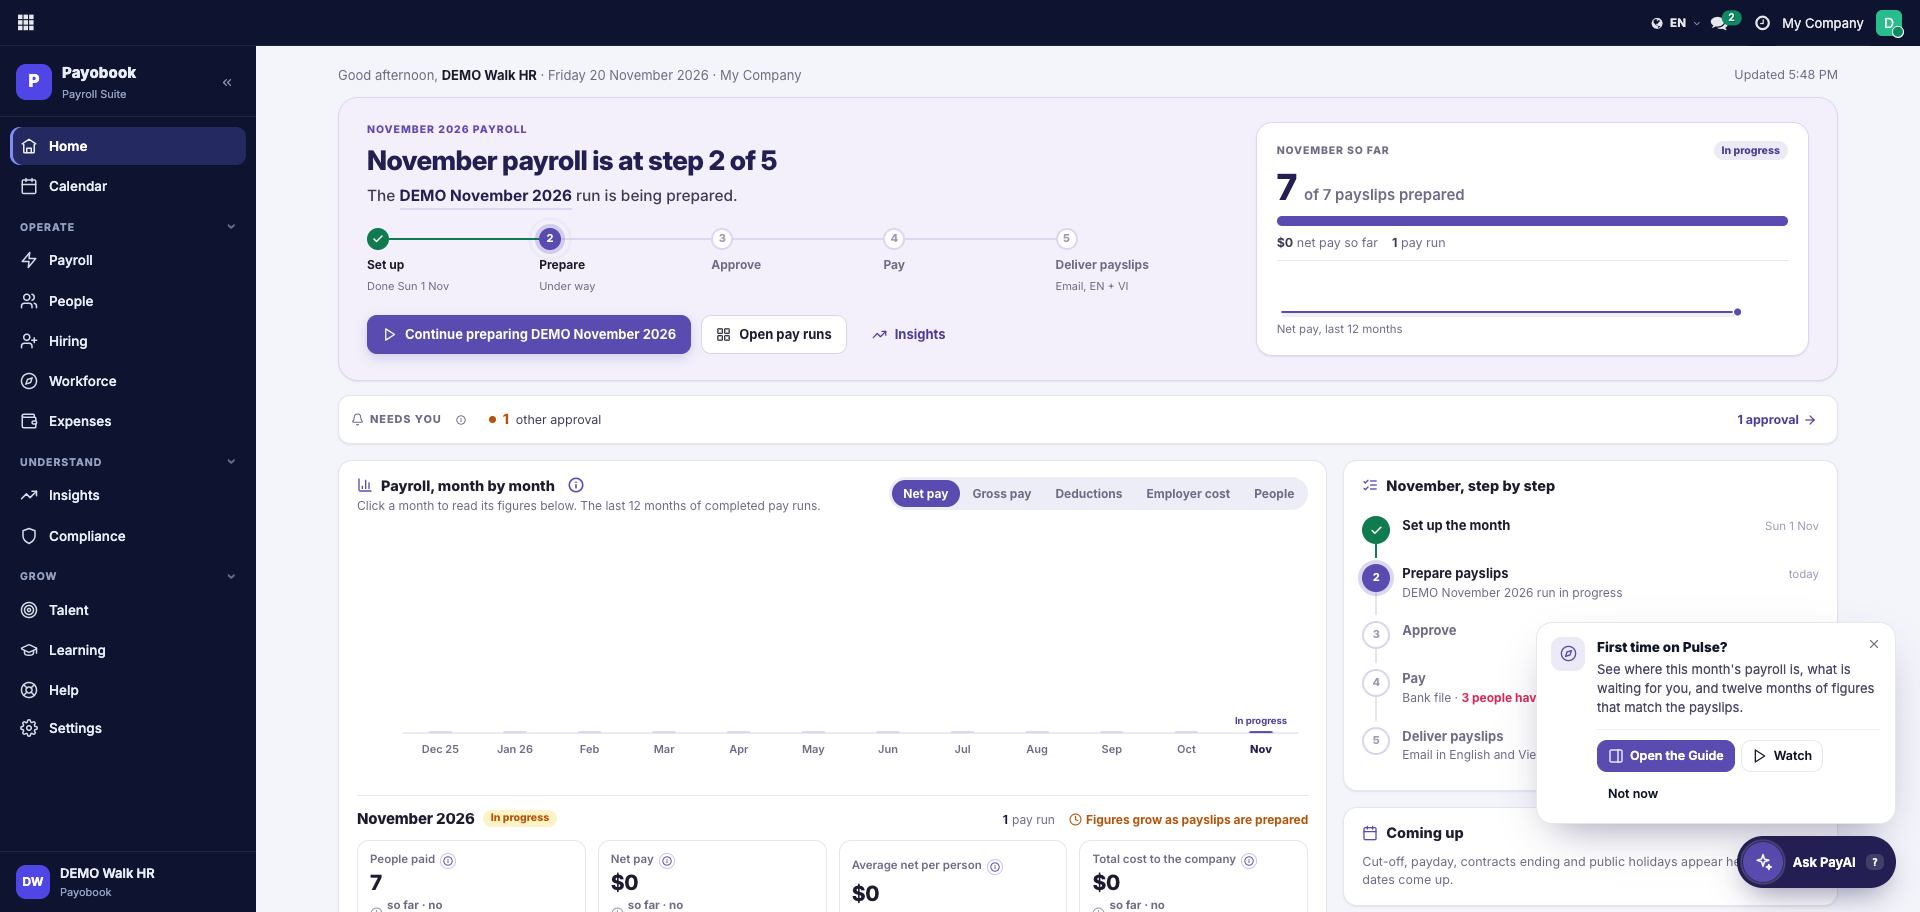 EN
2
My Company
D
P
Payobook
Payroll Suite
Home
Calendar
OPERATE
Payroll
People
Hiring
Workforce
Expenses
UNDERSTAND
Insights
Compliance
GROW
Talent
Learning
Help
Settings
DW
DEMO Walk HR
Payobook
Good afternoon, DEMO Walk HR · Friday 20 November 2026 · My Company
Updated 5:48 PM
NOVEMBER 2026 PAYROLL
November payroll is at step 2 of 5
The DEMO November 2026 run is being prepared.
2
3
4
5
Set up
Prepare
Approve
Pay
Deliver payslips
Done Sun 1 Nov
Under way
Email, EN + VI
Continue preparing DEMO November 2026
Open pay runs
Insights
NOVEMBER SO FAR
In progress
7 of 7 payslips prepared
$0 net pay so far 1 pay run
Net pay, last 12 months
NEEDS YOU
1 other approval
1 approval
Payroll, month by month
Click a month to read its figures below. The last 12 months of completed pay runs.
Net pay
Gross pay
Deductions
Employer cost
People
In progress
Dec 25
Jan 26
Feb
Mar
Apr
May
Jun
Jul
Aug
Sep
Oct
Nov
November 2026
In progress
1 pay run
Figures grow as payslips are prepared
People paid
7
so far · no
Net pay
$0
so far · no
Average net per person
$0
Total cost to the company
$0
so far · no
November, step by step
Set up the month
Sun 1 Nov
2
Prepare payslips
today
DEMO November 2026 run in progress
3
Approve
4
Pay
Bank file · 3 people hav
5
Deliver payslips
Email in English and Vie
First time on Pulse?
See where this month's payroll is, what is
waiting for you, and twelve months of figures
that match the payslips.
Open the Guide
Watch
Not now
Coming up
Cut-off, payday, contracts ending and public holidays appear he
dates come up.
Ask PayAI
?